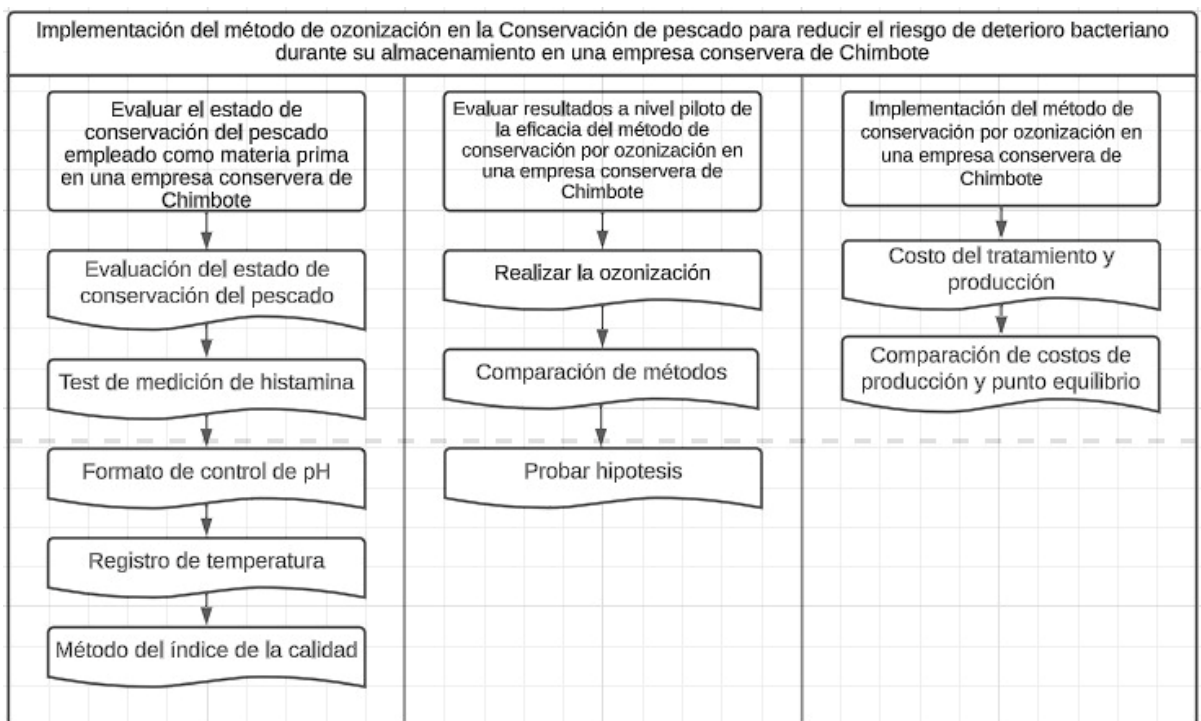 Implementación del método de ozonización en la Conservación de pescado para reducir el riesgo de deterioro bacteriano
durante su almacenamiento en una empresa conservera de Chimbote
Evaluar el estado de
conservación del pescado
empleado como materia prima
en una empresa conservera de
Chimbote
Evaluación del estado de
conservación del pescado
Test de medición de histamina
Formato de control de pH
Registro de temperatura
Método del índice de la calidad
Evaluar resultados a nivel piloto de
la eficacia del método de
conservación por ozonización en
una empresa conservera de
Chimbote
Realizar la ozonización
Comparación de métodos
Probar hipotesis
Implementación del método de
conservación por ozonización en
una empresa conservera de
Chimbote
Costo del tratamiento y
producción
Comparación de costos de
producción y punto equilibrio